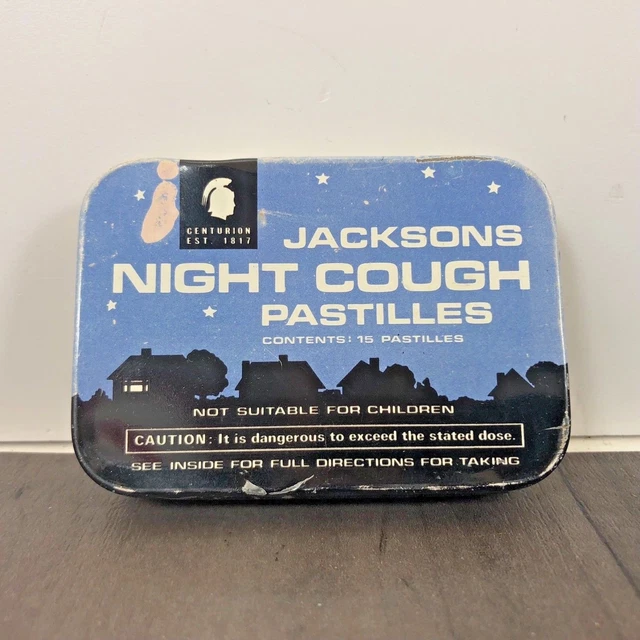 CENTURION
EST. 1817
JACKSONS
NIGHT COUGH
PASTILLES
CONTENTS: 15 PASTILLES
NOT SUITABLE FOR CHILDREN
CAUTION: It is dangerous to exceed the stated dose.
SEE INSIDE FOR FULL DIRECTIONS FOR TAKING